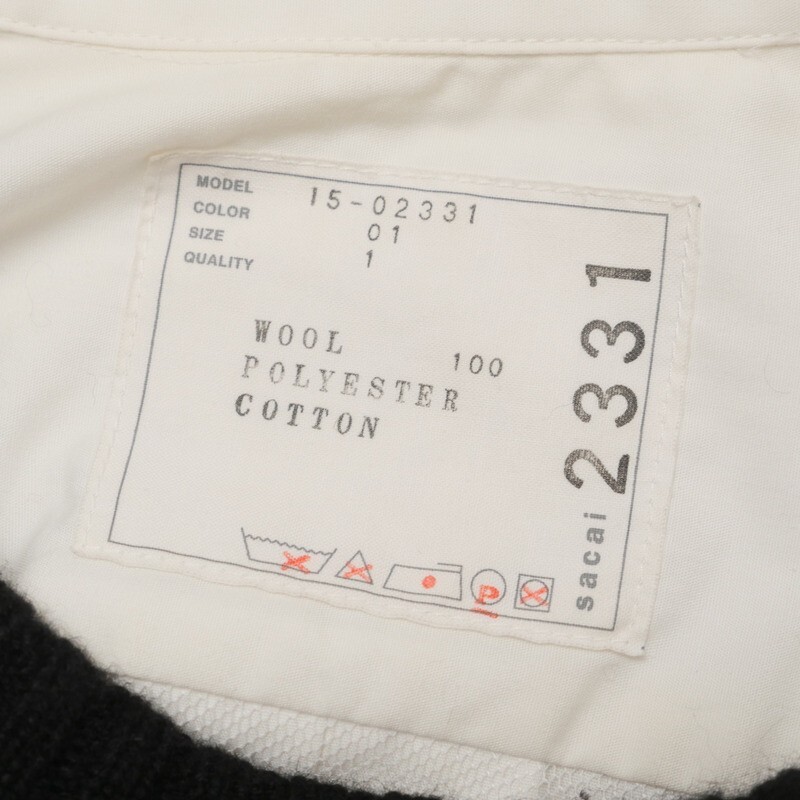 MODEL 15-02331
COLOR 01
SIZE 1
QUALITY
WOOL 100
POLYESTER
COTTON
P
sacai 2331